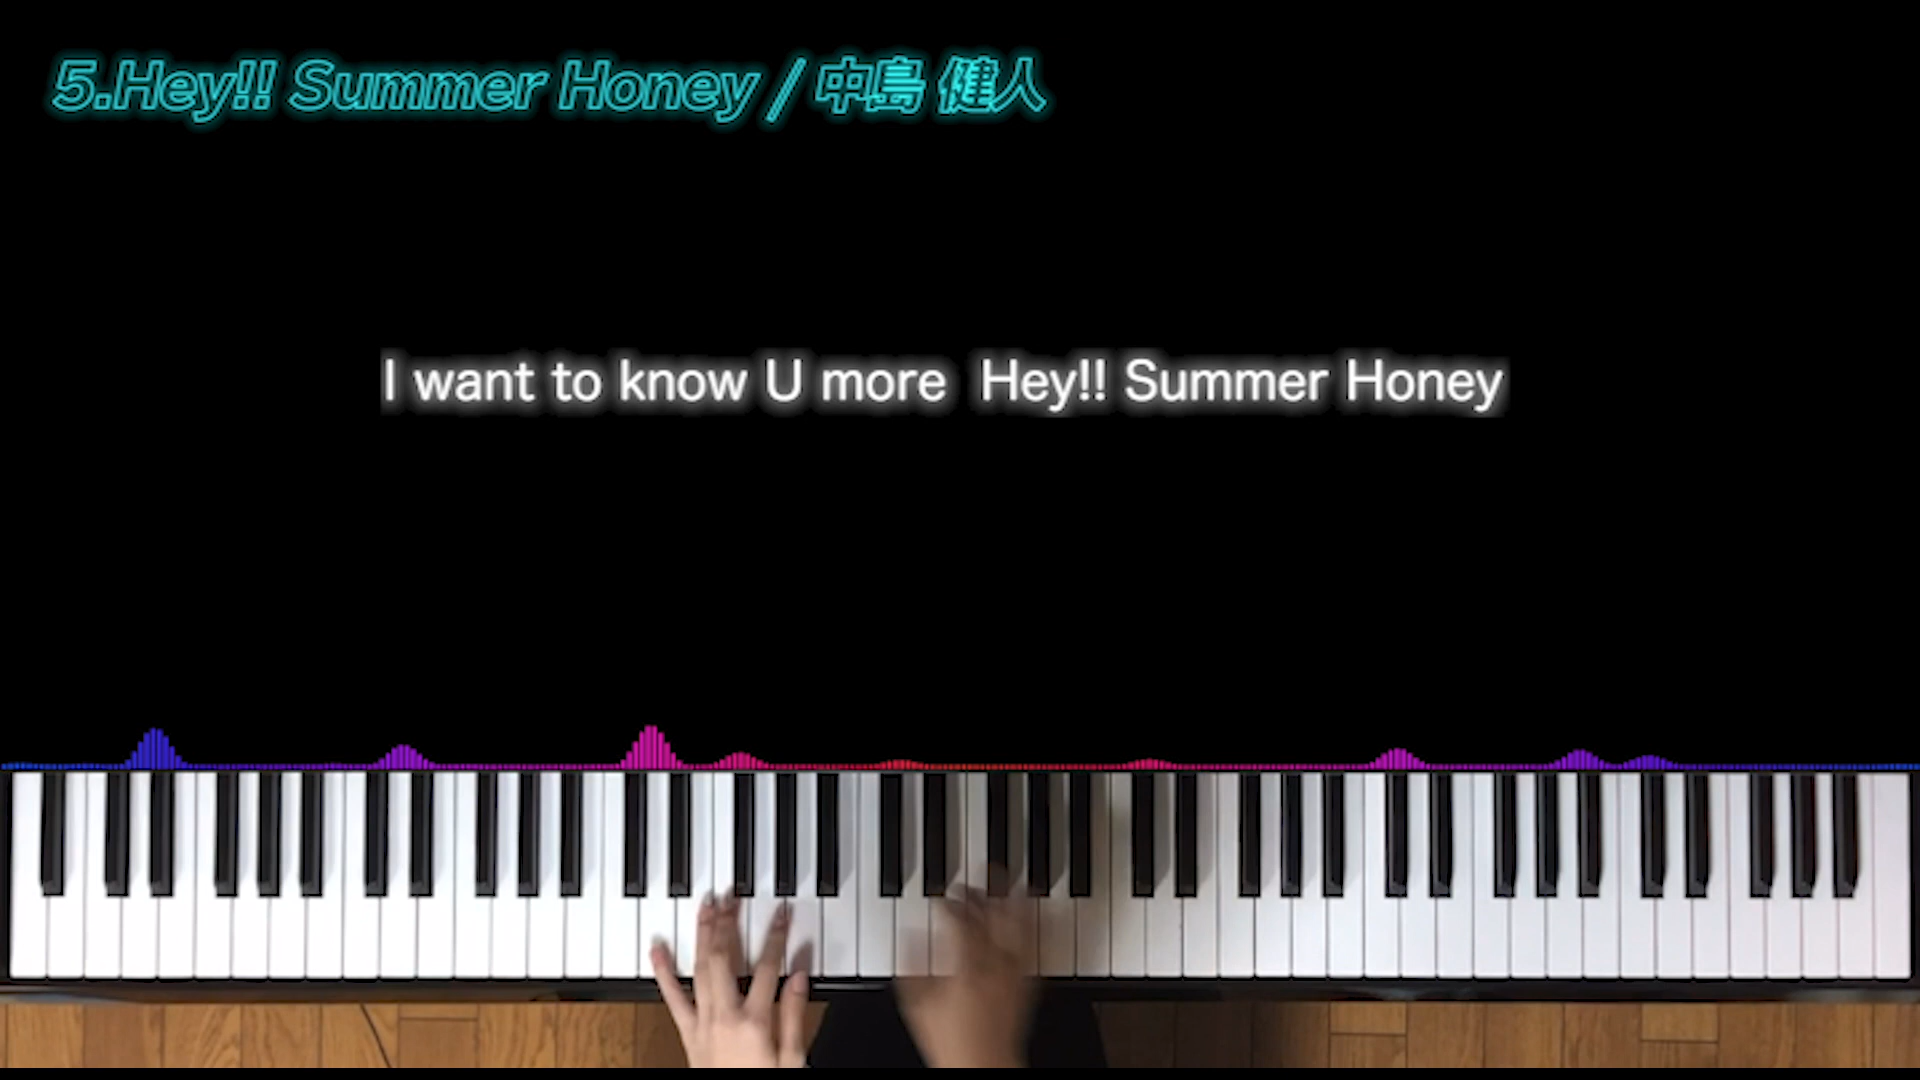 5.Hey!! Summer Honey / 中島 健人
I want to know U more  Hey!! Summer Honey